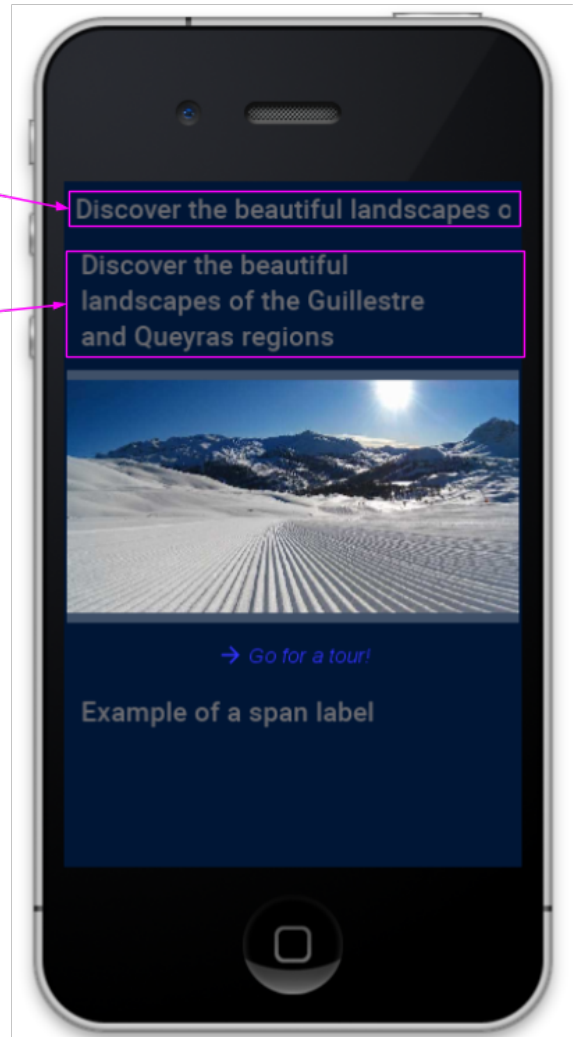 Discover the beautiful landscapes o
Discover the beautiful
landscapes of the Guillestre
and Queyras regions
→ Go for a tour!
Example of a span label